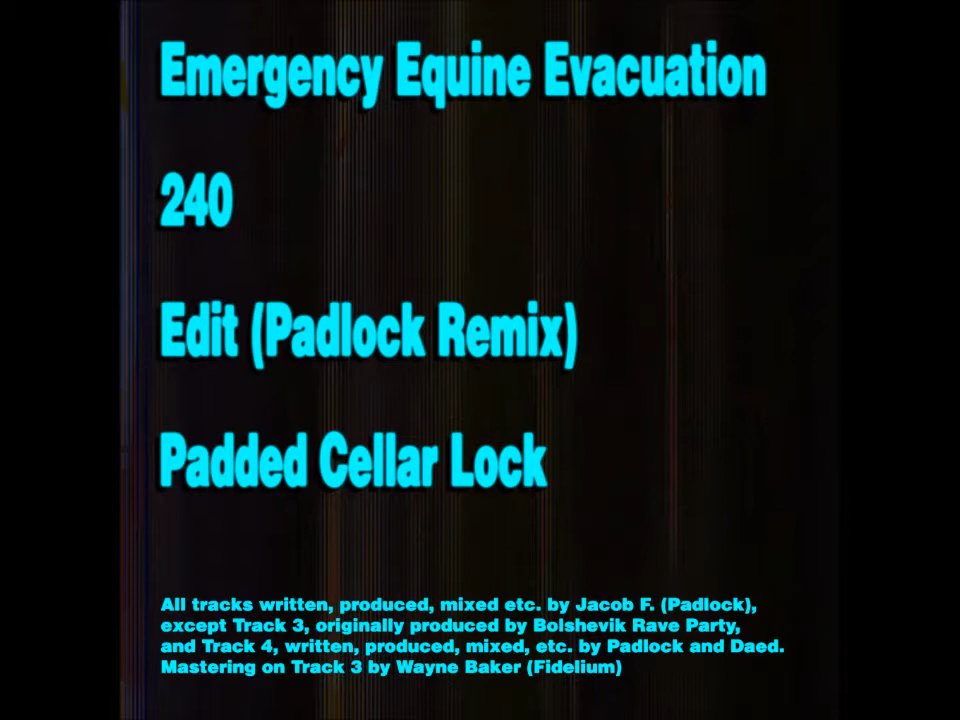 Emergency Equine Evacuation
240
Edit (Padlock Remix)
Padded Cellar Lock
All tracks written, produced, mixed etc. by Jacob F. (Padlock),
except Track 3, originally produced by Bolshevik Rave Party,
and Track 4, written, produced, mixed, etc. by Padlock and Daed.
Mastering on Track 3 by Wayne Baker (Fidelium)